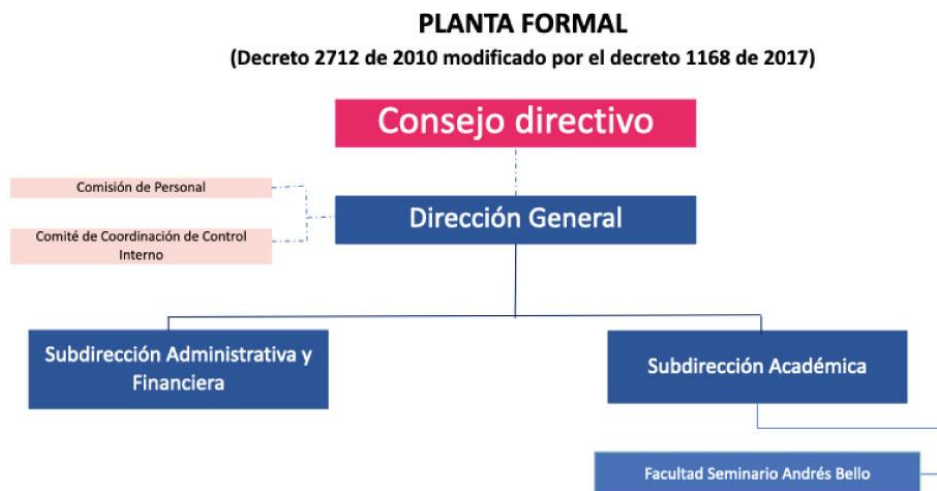 PLANTA FORMAL
(Decreto 2712 de 2010 modificado por el decreto 1168 de 2017)
Consejo directivo
Comisión de Personal
Dirección General
Comité de Coordinación de Control
Interno
Subdirección Administrativa y
Financiera
Subdirección Académica
Facultad Seminario Andrés Bello